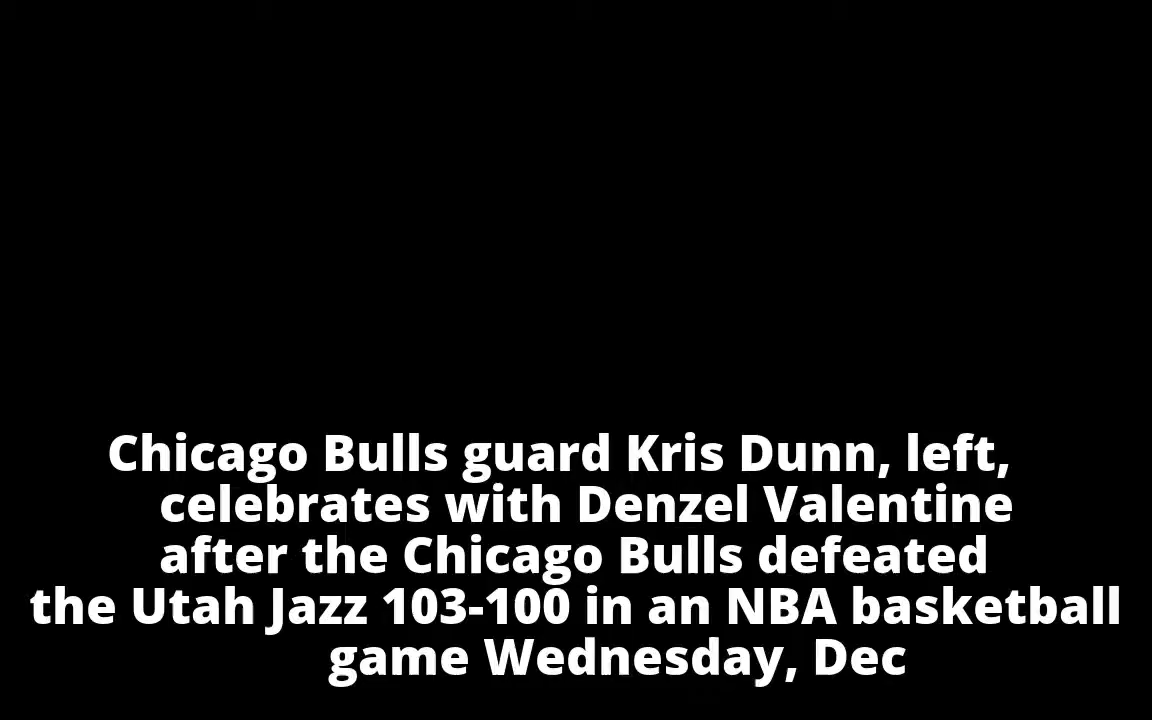 Chicago Bulls guard Kris Dunn, left,
celebrates with Denzel Valentine
after the Chicago Bulls defeated
the Utah Jazz 103-100 in an NBA basketball
game Wednesday, Dec